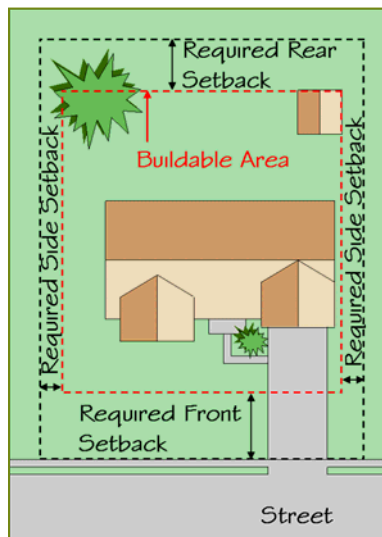 Required Rear
Setback
Buildable Area
Required Side Setback
Required Side Setback
Required Front
Setback
Street